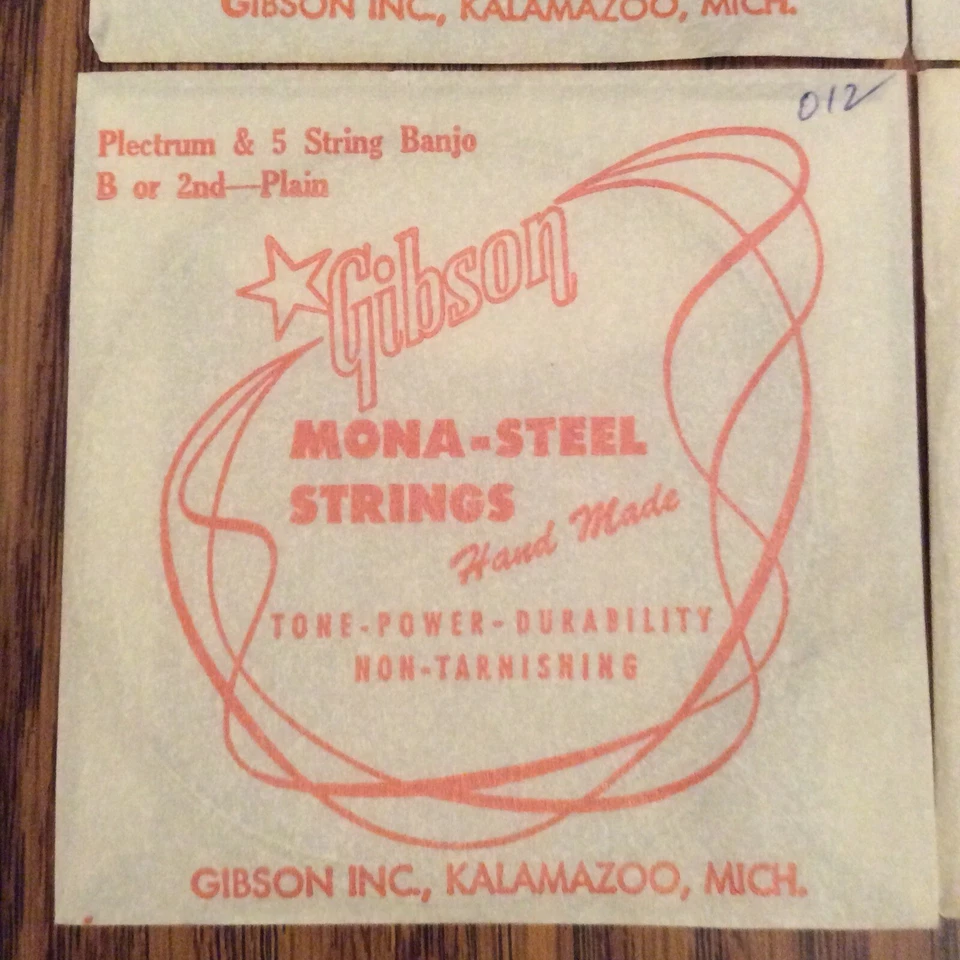 GIBSON INC., KALAMAZOO, MICH.
012
Plectrum & 5 String Banjo
B or 2nd—Plain
Gibson
MONA-STEEL
STRINGS
Hand Made
TONE-POWER-DURABILITY
NON-TARNISHING
GIBSON INC., KALAMAZOO, MICH.